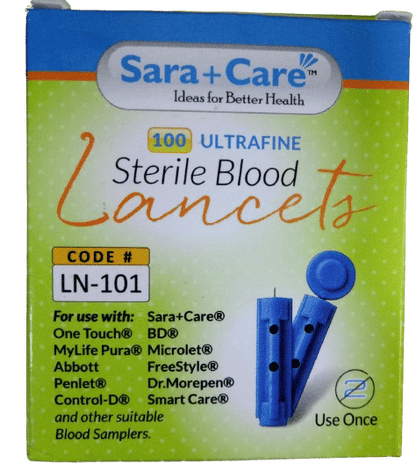 Sara+Care™
Ideas for Better Health
100 ULTRAFINE
Sterile Blood
Lancets
CODE #
LN-101
For use with: Sara+Care®
One Touch® BD®
MyLife Pura® Microlet®
Abbott FreeStyle®
Penlet® Dr.Morepen®
Control-D® Smart Care®
and other suitable
Blood Samplers.
2
Use Once